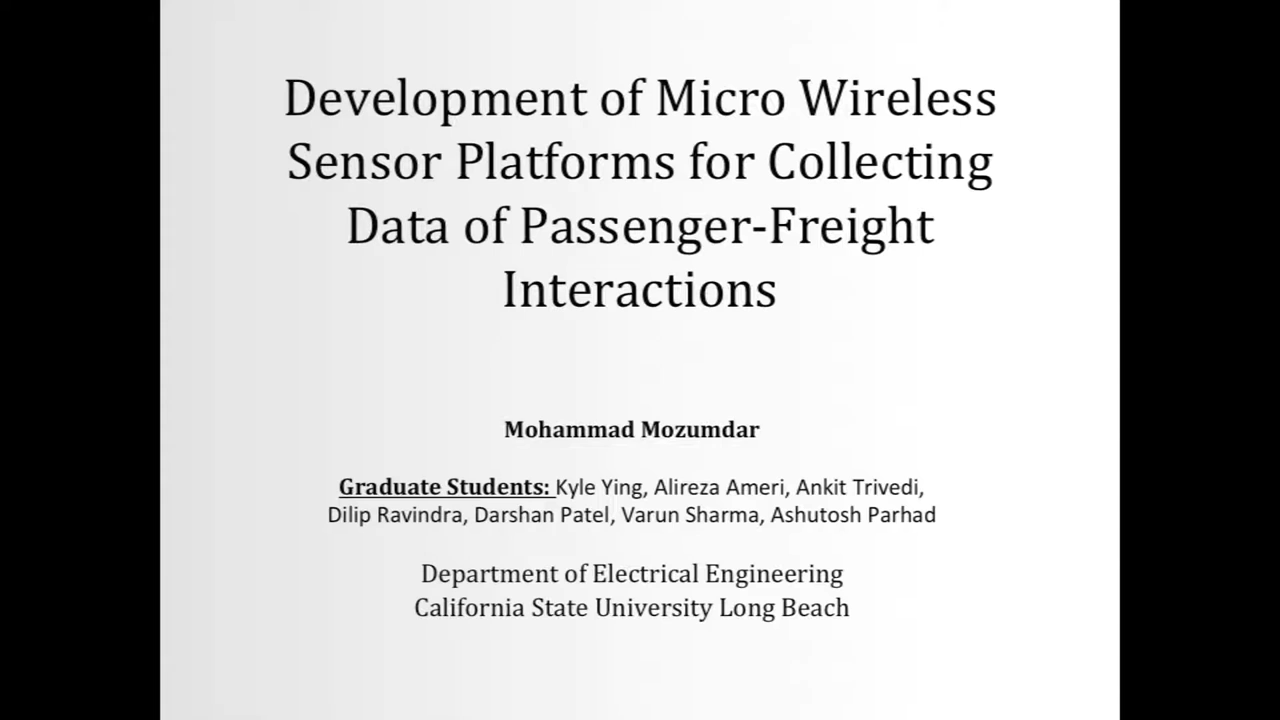 Development of Micro Wireless
Sensor Platforms for Collecting
Data of Passenger-Freight
Interactions
Mohammad Mozumdar
Graduate Students: Kyle Ying, Alireza Ameri, Ankit Trivedi,
Dilip Ravindra, Darshan Patel, Varun Sharma, Ashutosh Parhad
Department of Electrical Engineering
California State University Long Beach